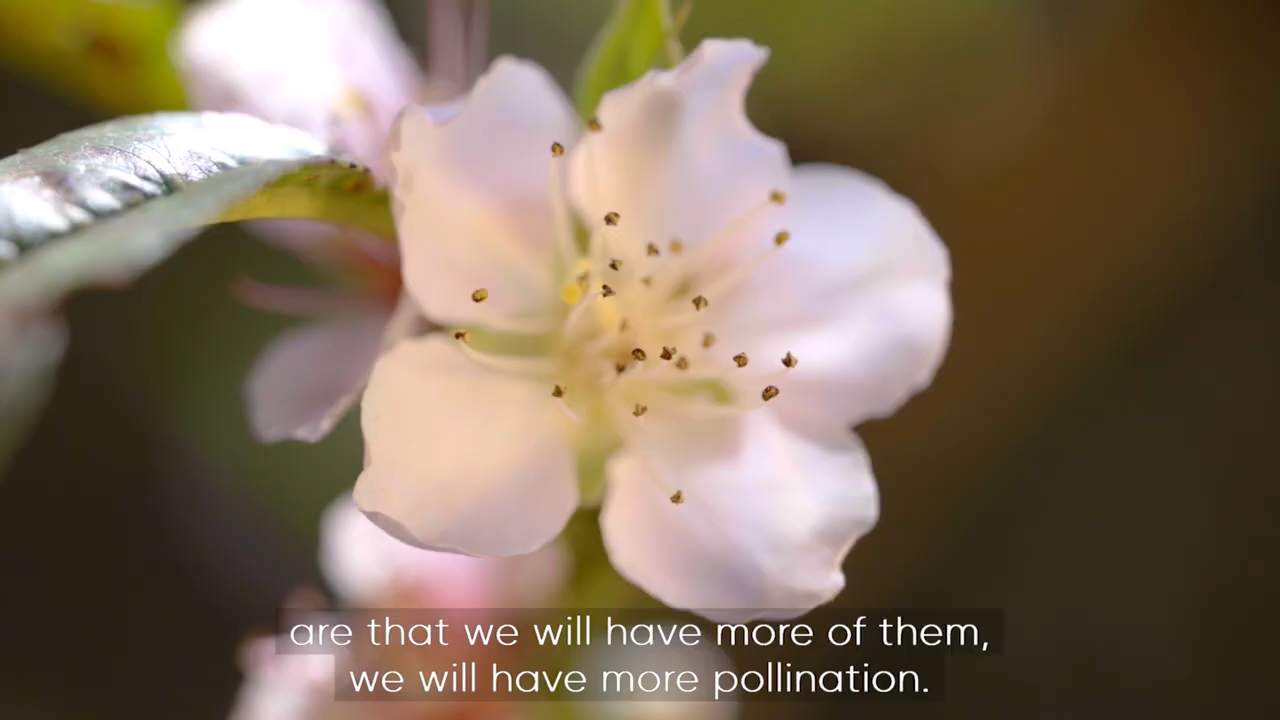 are that we will have more of them,
we will have more pollination.